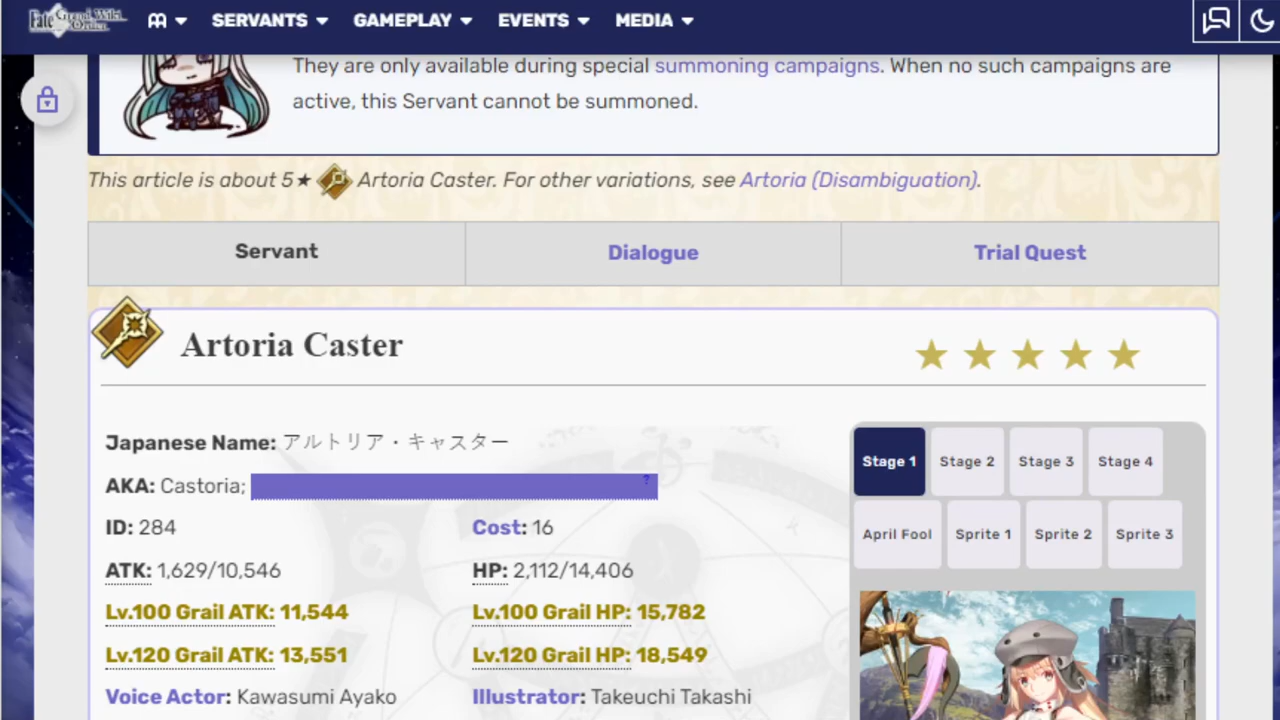 Fate Grand Wiki
Order
SERVANTS GAMEPLAY EVENTS MEDIA
They are only available during special summoning campaigns. When no such campaigns are
active, this Servant cannot be summoned.
This article is about 5★ Artoria Caster. For other variations, see Artoria (Disambiguation).
Servant Dialogue Trial Quest
Artoria Caster ★ ★ ★ ★ ★
Japanese Name: アルトリア・キャスター
AKA: Castoria; ?
ID: 284 Cost: 16
ATK: 1,629/10,546 HP: 2,112/14,406
Lv.100 Grail ATK: 11,544 Lv.100 Grail HP: 15,782
Lv.120 Grail ATK: 13,551 Lv.120 Grail HP: 18,549
Voice Actor: Kawasumi Ayako Illustrator: Takeuchi Takashi
Stage 1 Stage 2 Stage 3 Stage 4
April Fool Sprite 1 Sprite 2 Sprite 3